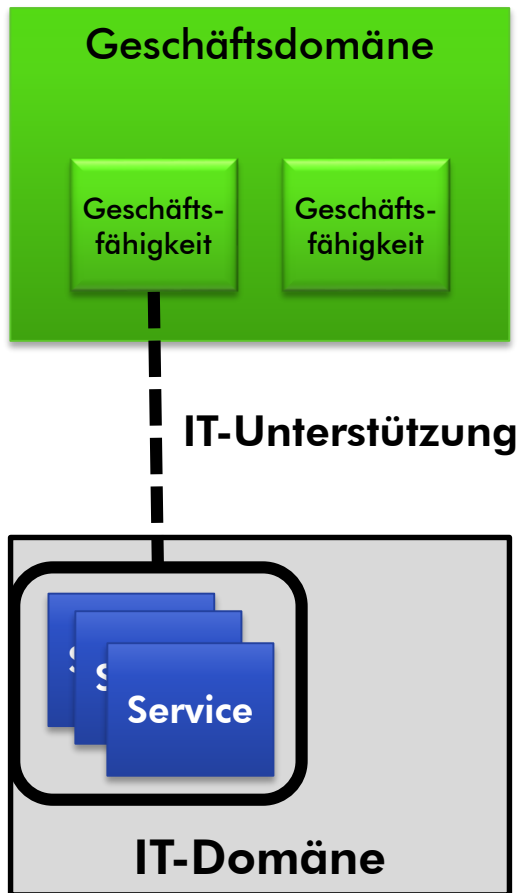 Geschäftsdomäne
Geschäfts-
fähigkeit
Geschäfts-
fähigkeit
IT-Unterstützung
Service
IT-Domäne